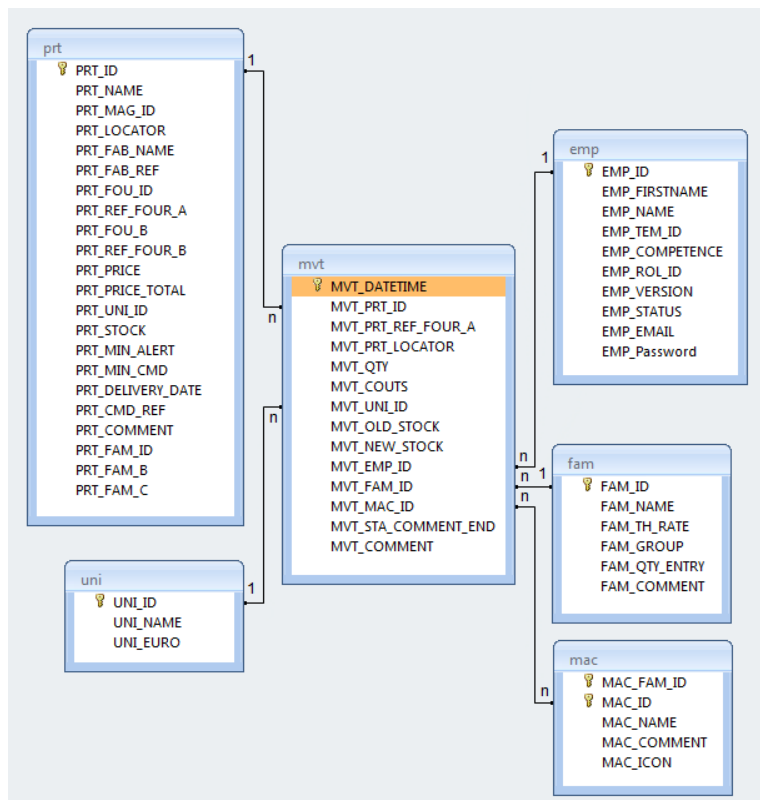 prt
PRT_ID
PRT_NAME
PRT_MAG_ID
PRT_LOCATOR
PRT_FAB_NAME
PRT_FAB_REF
PRT_FOU_ID
PRT_REF_FOUR_A
PRT_FOU_B
PRT_REF_FOUR_B
PRT_PRICE
PRT_PRICE_TOTAL
PRT_UNI_ID
PRT_STOCK
PRT_MIN_ALERT
PRT_MIN_CMD
PRT_DELIVERY_DATE
PRT_CMD_REF
PRT_COMMENT
PRT_FAM_ID
PRT_FAM_B
PRT_FAM_C
1
n
uni
UNI_ID
UNI_NAME
UNI_EURO
1
n
mvt
MVT_DATETIME
MVT_PRT_ID
MVT_PRT_REF_FOUR_A
MVT_PRT_LOCATOR
MVT_QTY
MVT_COUTS
MVT_UNI_ID
MVT_OLD_STOCK
MVT_NEW_STOCK
MVT_EMP_ID
MVT_FAM_ID
MVT_MAC_ID
MVT_STA_COMMENT_END
MVT_COMMENT
n
n
n
1
emp
EMP_ID
EMP_FIRSTNAME
EMP_NAME
EMP_TEM_ID
EMP_COMPETENCE
EMP_ROL_ID
EMP_VERSION
EMP_STATUS
EMP_EMAIL
EMP_Password
1
fam
FAM_ID
FAM_NAME
FAM_TH_RATE
FAM_GROUP
FAM_QTY_ENTRY
FAM_COMMENT
n
mac
MAC_FAM_ID
MAC_ID
MAC_NAME
MAC_COMMENT
MAC_ICON